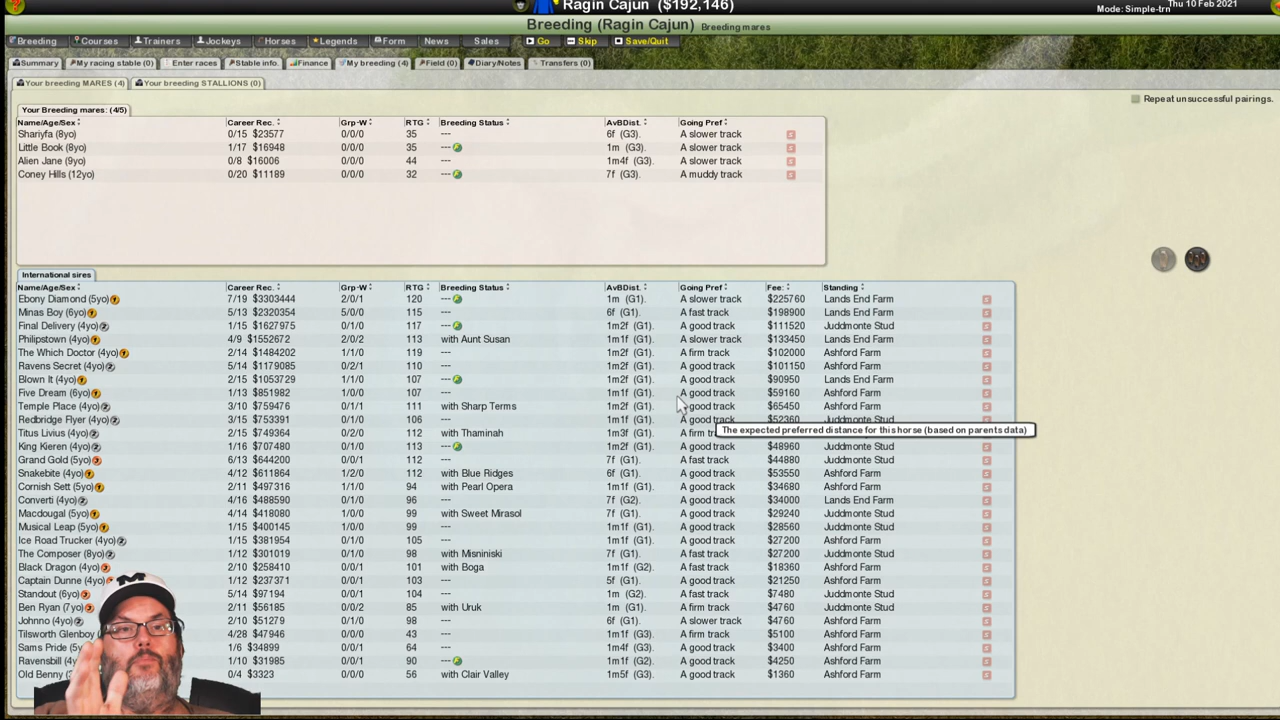 Ragin Cajun ($192,146)
Mode: Simple-trn Thu 10 Feb 2021
Breeding (Ragin Cajun) Breeding mares
Breeding Courses Trainers Jockeys Horses Legends Form News Sales Go Skip Save/Quit
Summary My racing stable (0) Enter races Stable info. Finance My breeding (4) Field (0) Diary/Notes Transfers (0)
Your breeding MARES (4) Your breeding STALLIONS (0)
Repeat unsuccessful pairings.
Your Breeding mares: (4/5)
Name/Age/Sex Career Rec. Grp-W RTG Breeding Status AvBDist. Going Pref
Shariyfa (8yo) 0/15 $23577 0/0/0 35 --- 6f (G3). A slower track S
Little Book (8yo) 1/17 $16948 0/0/0 35 --- 1m (G3). A slower track S
Alien Jane (9yo) 0/8 $16006 0/0/0 44 --- 1m4f (G3). A slower track S
Coney Hills (12yo) 0/20 $11189 0/0/0 32 --- 7f (G3). A muddy track S
International sires
Name/Age/Sex Career Rec. Grp-W RTG Breeding Status AvBDist. Going Pref Fee: Standing
Ebony Diamond (5yo) 7/19 $3303444 2/0/1 120 --- 1m (G1). A slower track $225760 Lands End Farm S
Minas Boy (6yo) 5/13 $2320354 5/0/0 115 --- 6f (G1). A fast track $198900 Lands End Farm S
Final Delivery (4yo) 1/15 $1627975 0/1/0 117 --- 1m2f (G1). A good track $111520 Juddmonte Stud S
Philipstown (4yo) 4/9 $1552672 2/0/2 113 with Aunt Susan 1m1f (G1). A slower track $133450 Lands End Farm S
The Which Doctor (4yo) 2/14 $1484202 1/1/0 119 --- 1m2f (G1). A firm track $102000 Ashford Farm S
Ravens Secret (4yo) 5/14 $1179085 0/2/1 110 --- 1m2f (G1). A good track $101150 Ashford Farm S
Blown It (4yo) 2/15 $1053729 1/1/0 107 --- 1m2f (G1). A good track $90950 Lands End Farm S
Five Dream (6yo) 1/13 $851982 1/0/0 107 --- 1m1f (G1). A good track $59160 Ashford Farm S
Temple Place (4yo) 3/10 $759476 0/1/1 111 with Sharp Terms 1m2f (G1). A good track $65450 Ashford Farm S
Redbridge Flyer (4yo) 3/15 $753391 0/1/0 106 --- 1m1f (G1). A good track $52360 Juddmonte Stud S
Titus Livius (4yo) 2/15 $749364 0/2/0 112 with Thaminah 1m3f (G1). A firm
The expected preferred distance for this horse (based on parents data)
King Kieren (4yo) 1/16 $707480 0/1/0 113 --- 1m2f (G1). A good track $48960 Juddmonte Stud S
Grand Gold (5yo) 6/13 $644200 0/0/1 112 --- 7f (G1). A fast track $44880 Juddmonte Stud S
Snakebite (4yo) 4/12 $611864 1/2/0 112 with Blue Ridges 6f (G1). A good track $53550 Ashford Farm S
Cornish Sett (5yo) 2/11 $497316 1/1/0 94 with Pearl Opera 1m1f (G1). A good track $34680 Ashford Farm S
Converti (4yo) 4/16 $488590 0/1/0 96 --- 7f (G2). A good track $34000 Lands End Farm S
Macdougal (5yo) 4/14 $418080 1/0/0 99 with Sweet Mirasol 7f (G1). A good track $29240 Juddmonte Stud S
Musical Leap (5yo) 1/15 $400145 1/0/0 99 --- 1m1f (G1). A good track $28560 Juddmonte Stud S
Ice Road Trucker (4yo) 1/15 $381954 0/1/0 105 --- 1m1f (G1). A good track $27200 Ashford Farm S
The Composer (8yo) 1/12 $301019 0/1/0 98 with Misniniski 7f (G1). A fast track $27200 Juddmonte Stud S
Black Dragon (4yo) 2/10 $258410 0/0/1 101 with Boga 1m1f (G2). A fast track $18360 Ashford Farm S
Captain Dunne (4yo) 1/12 $237371 0/0/1 103 --- 5f (G1). A good track $21250 Ashford Farm S
Standout (6yo) 5/14 $97194 0/0/1 104 --- 1m (G2). A fast track $7480 Juddmonte Stud S
Ben Ryan (7yo) 2/11 $56185 0/0/2 85 with Uruk 1m (G1). A firm track $4760 Juddmonte Stud S
Johnno (4yo) 2/10 $51279 0/1/0 98 --- 6f (G1). A slower track $4760 Ashford Farm S
Tilsworth Glenboy 4/28 $47946 0/0/0 43 --- 1m1f (G3). A firm track $5100 Ashford Farm S
Sams Pride (5y 1/6 $34899 0/0/1 64 --- 1m4f (G3). A good track $3400 Ashford Farm S
Ravensbill (4y 1/10 $31985 0/0/1 90 --- 1m1f (G2). A good track $4250 Ashford Farm S
Old Benny 0/4 $3323 0/0/0 56 with Clair Valley 1m5f (G3). A good track $1360 Ashford Farm S